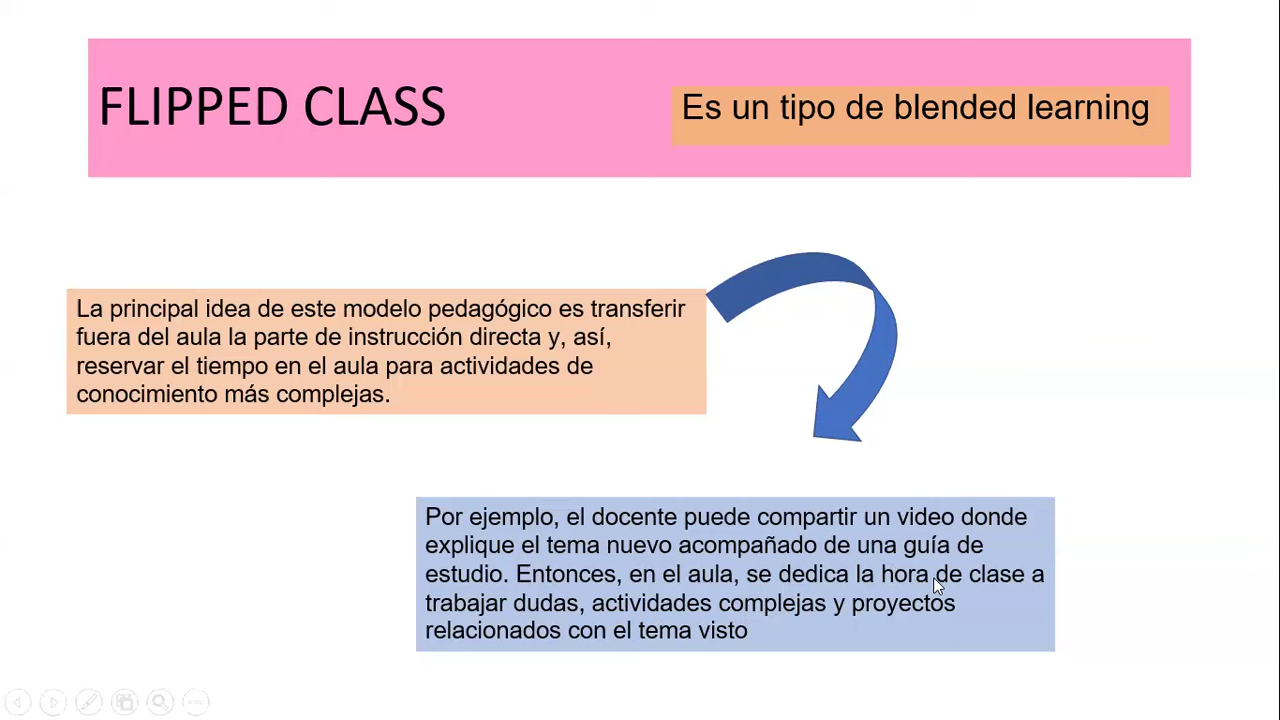 FLIPPED CLASS
Es un tipo de blended learning
La principal idea de este modelo pedagógico es transferir
fuera del aula la parte de instrucción directa y, así,
reservar el tiempo en el aula para actividades de
conocimiento más complejas.
Por ejemplo, el docente puede compartir un video donde
explique el tema nuevo acompañado de una guía de
estudio. Entonces, en el aula, se dedica la hora de clase a
trabajar dudas, actividades complejas y proyectos
relacionados con el tema visto